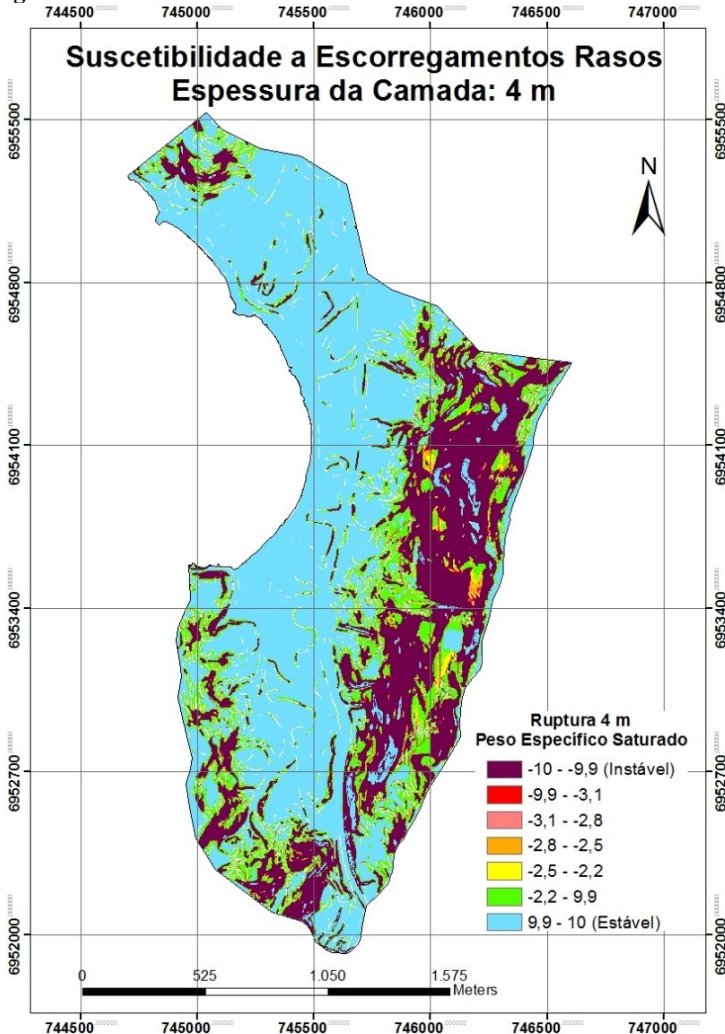 744500 745000 745500 746000 746500 747000
Suscetibilidade a Escorregamentos Rasos
Espessura da Camada: 4 m
6955500
6955500
N
6954800
6954800
6954100
6954100
6953400
6953400
Ruptura 4 m
Peso Específico Saturado
-10 - -9,9 (Instável)
-9,9 - -3,1
-3,1 - -2,8
-2,8 - -2,5
-2,5 - -2,2
-2,2 - 9,9
9,9 - 10 (Estável)
6952700
6952700
6952000
6952000
0 525 1.050 1.575
Meters
744500 745000 745500 746000 746500 747000